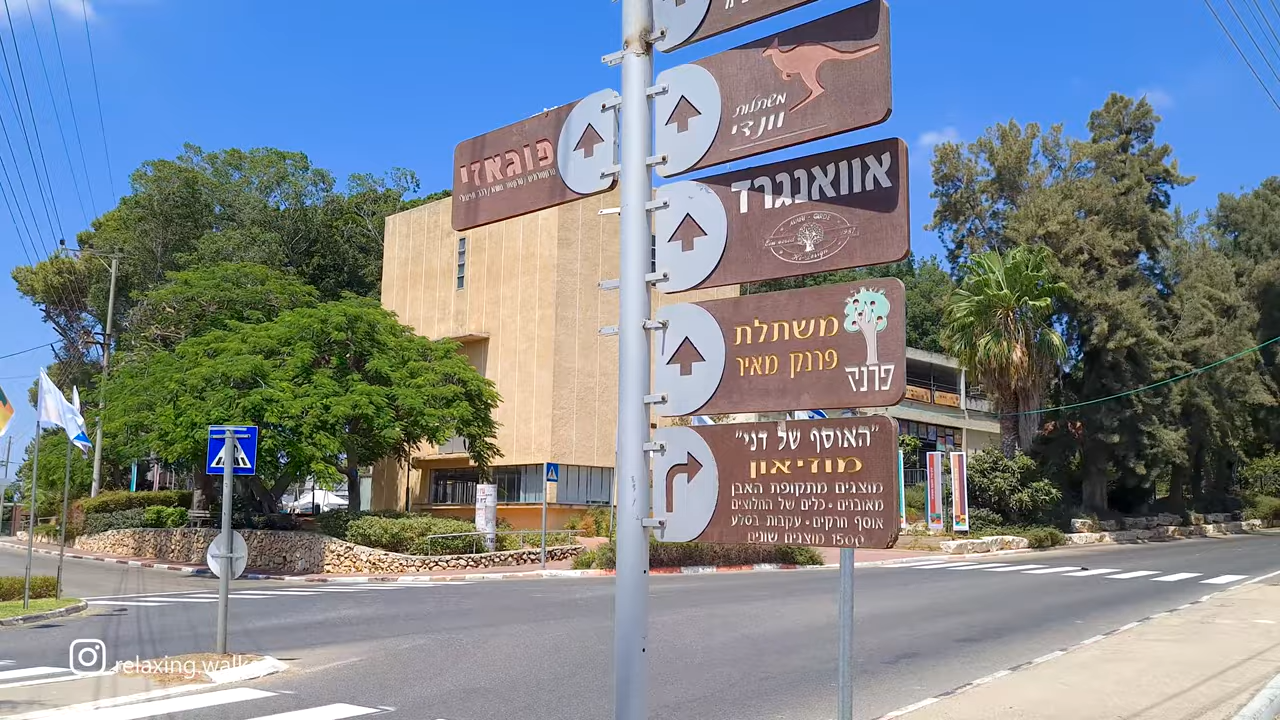 משתלות
וונדי
פוגאזי
אוואנגרד
משתלת
פרנק מאיר
פרנק
"האוסף של דני"
מוזיאון
מוצגים מתקופת האבן
מאובנים • כלים של החלוצים
אוסף חרקים • עקבות בסלע
1500 מוצגים שונים
relaxing.walk